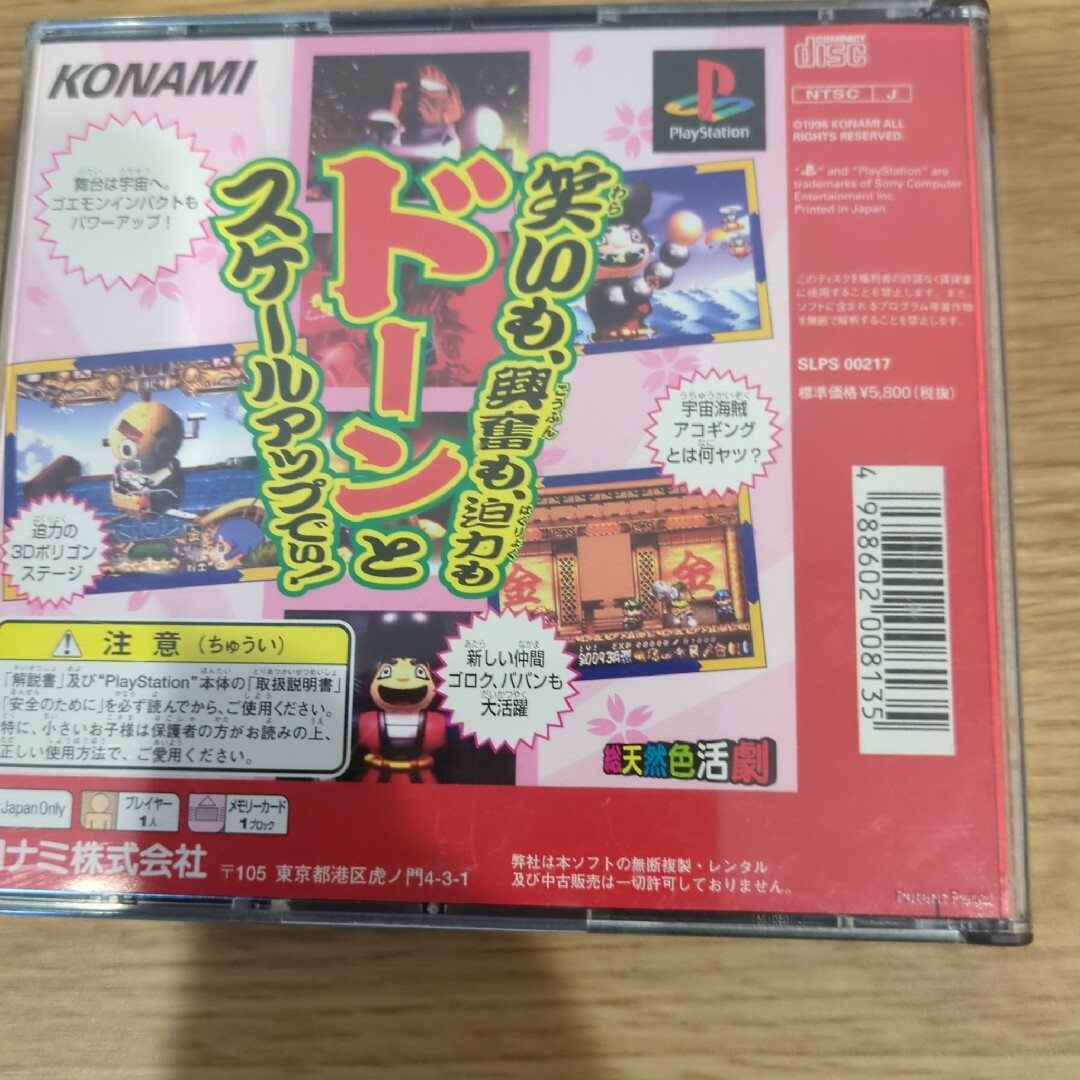 KONAMI
舞台は宇宙へ。
ゴエモンインパクトも
パワーアップ！
笑いも、興奮も、迫力も
ドーンと
スケールアップでい！
PlayStation
COMPACT
disc
NTSC J
©1996 KONAMI ALL
RIGHTS RESERVED.
" " and "PlayStation" are
trademarks of Sony Computer
Entertainment Inc.
Printed in Japan
このディスクを権利者の許諾なく賃貸業
に使用することを禁止します。また、
ソフトに含まれるプログラム等著作物
を無断で解析することを禁止します。
SLPS 00217
標準価格¥5,800(税抜)
宇宙海賊
アコギング
とは何ヤツ？
迫力の
3Dポリゴン
ステージ
金 金
新しい仲間
ゴロク、ババンも
大活躍
総天然色活劇
4 988602 008135
注意（ちゅうい）
「解説書」及び"PlayStation"本体の「取扱説明書」
「安全のために」を必ず読んでから、ご使用ください。
特に、小さいお子様は保護者の方がお読みの上、
正しい使用方法で、ご愛用ください。
Japan Only
プレイヤー
1人
メモリーカード
1ブロック
ナミ株式会社
〒105 東京都港区虎ノ門4-3-1
弊社は本ソフトの無断複製・レンタル
及び中古販売は一切許可しておりません。